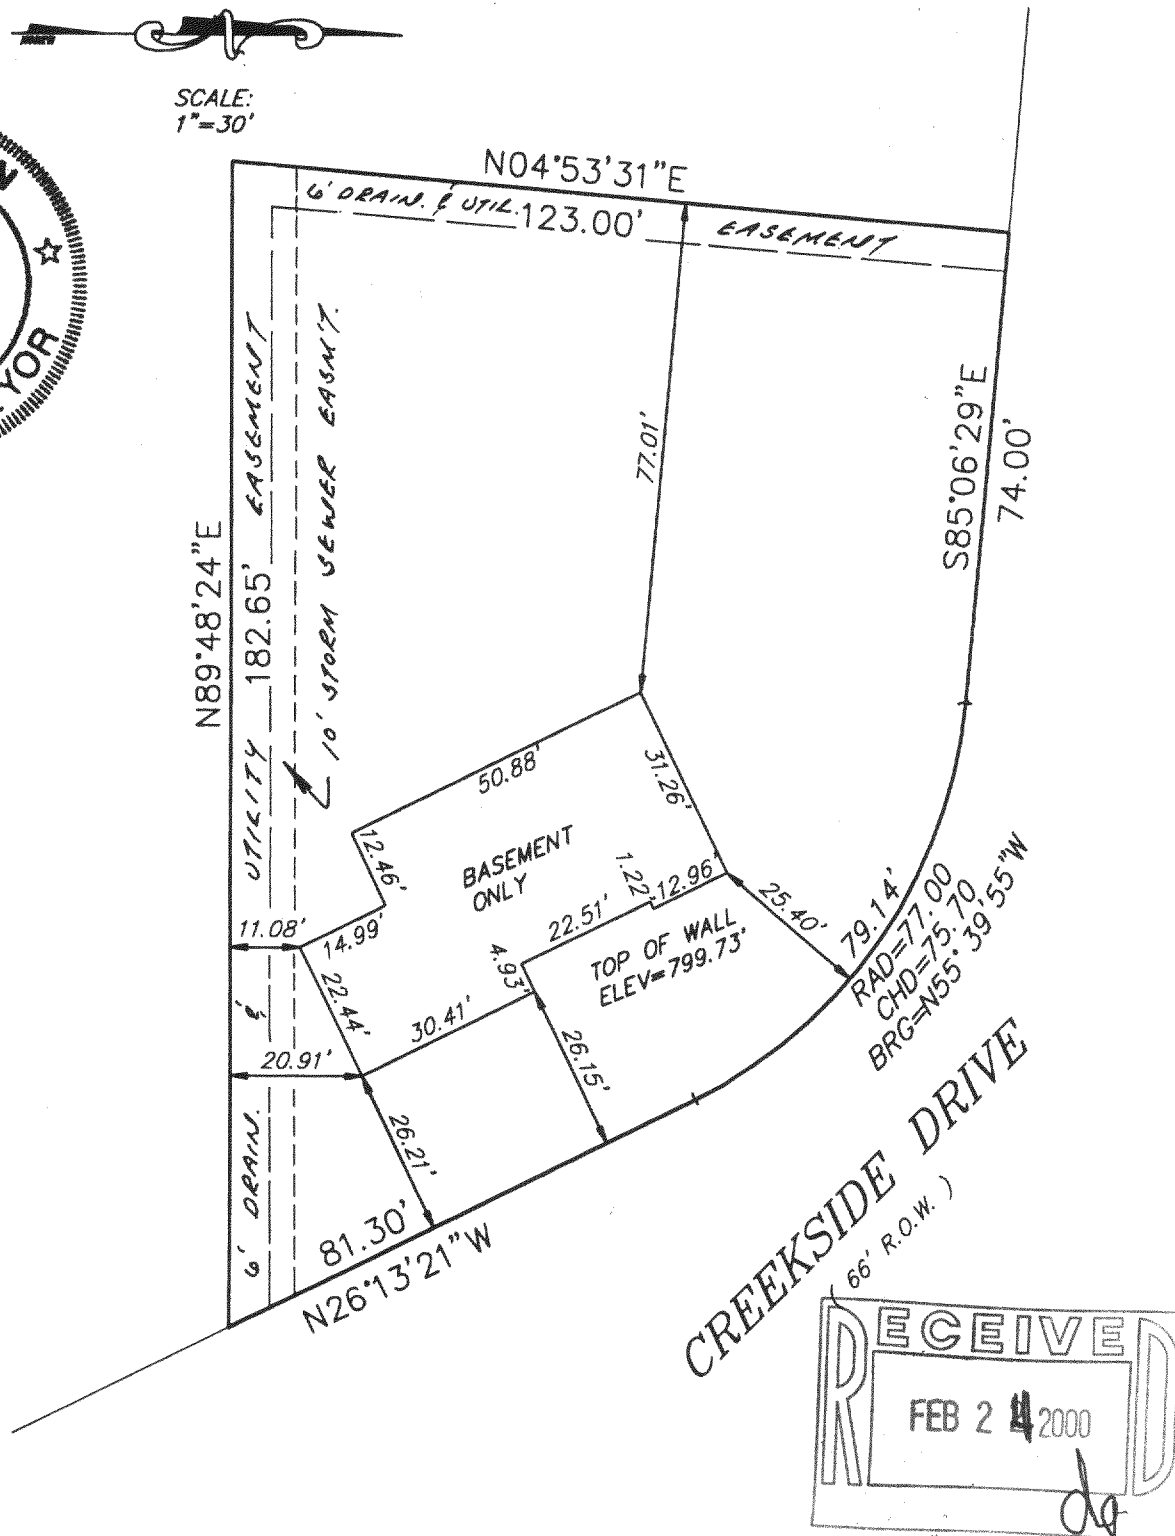 NORTH
SCALE:
1"=30'
YOR
N04°53'31"E
6' DRAIN. & UTIL. EASEMENT
123.00'
N89°48'24"E
182.65'
6' DRAIN. & UTILITY EASEMENT
10' STORM SEWER EASM'T.
77.01'
S85°06'29"E
74.00'
50.88'
31.26'
12.46'
BASEMENT
ONLY
1.22'
12.96'
22.51'
25.40'
11.08'
14.99'
4.93'
TOP OF WALL
ELEV=799.73'
22.44'
30.41'
20.91'
26.15'
26.21'
79.14'
RAD=77.00
CHD=75.70
BRG=N55°39'55"W
81.30'
N26°13'21"W
CREEKSIDE DRIVE
( 66' R.O.W. )
RECEIVED
FEB 2 4 2000